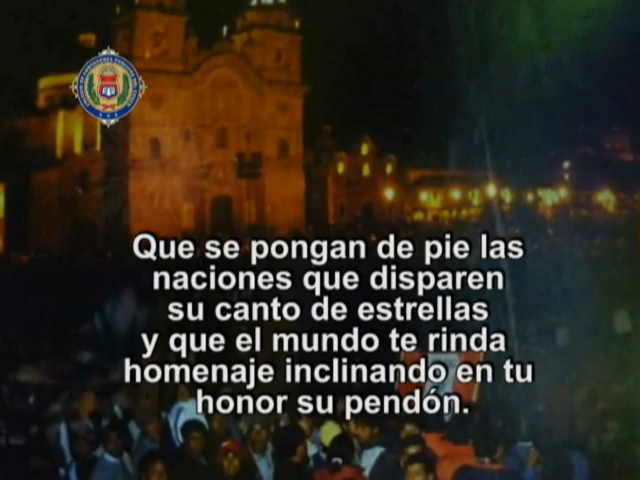 Que se pongan de pie las
naciones que disparen
su canto de estrellas
y que el mundo te rinda
homenaje inclinando en tu
honor su pendón.